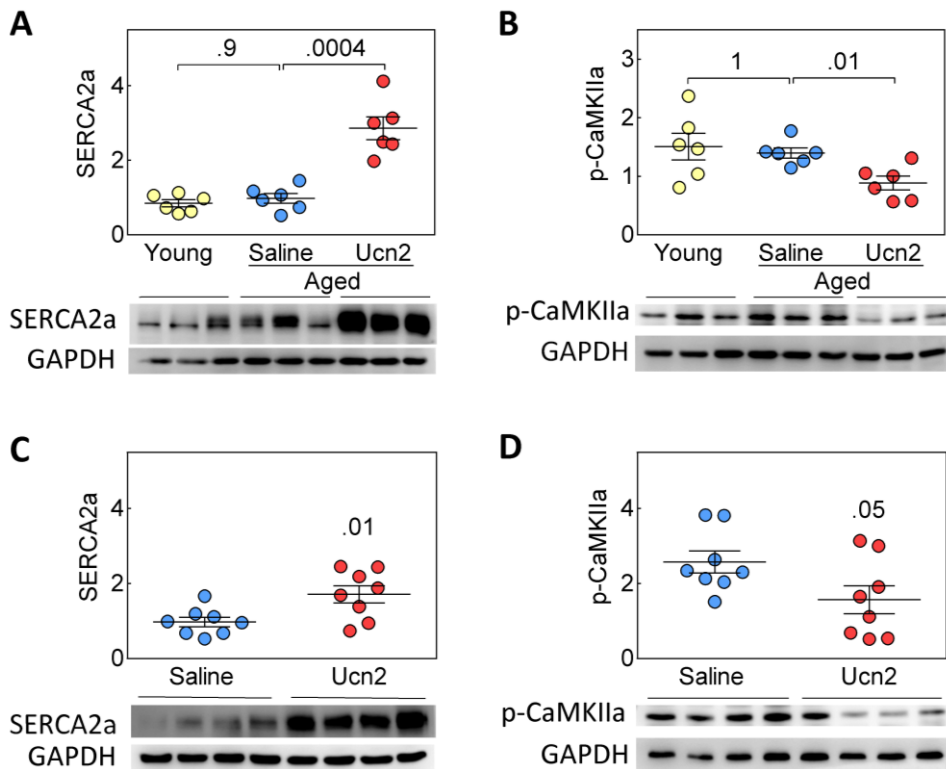 A
SERCA2a
4
2
0
.9
.0004
Young
Saline
Ucn2
Aged
SERCA2a
GAPDH
B
p-CaMKIIa
3
2
1
0
1
.01
Young
Saline
Ucn2
Aged
p-CaMKIIa
GAPDH
C
SERCA2a
4
2
0
.01
Saline
Ucn2
SERCA2a
GAPDH
D
p-CaMKIIa
4
2
0
.05
Saline
Ucn2
p-CaMKIIa
GAPDH